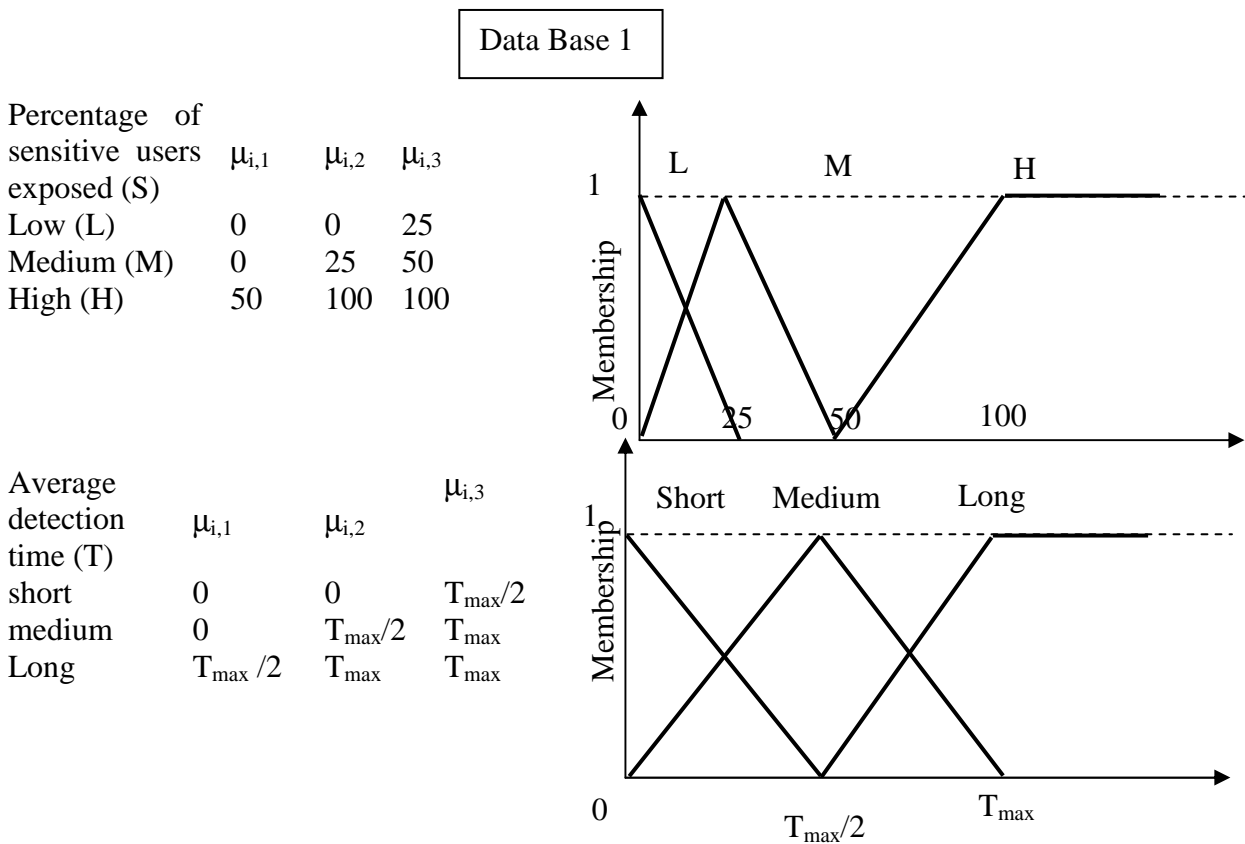 Data Base 1
Percentage of
sensitive users μi,1 μi,2 μi,3
exposed (S)
Low (L) 0 0 25
Medium (M) 0 25 50
High (H) 50 100 100
L M H
1
Membership
0 25 50 100
Average
detection μi,1 μi,2 μi,3
time (T)
short 0 0 Tmax/2
medium 0 Tmax/2 Tmax
Long Tmax /2 Tmax Tmax
Short Medium Long
1
Membership
0 Tmax/2 Tmax